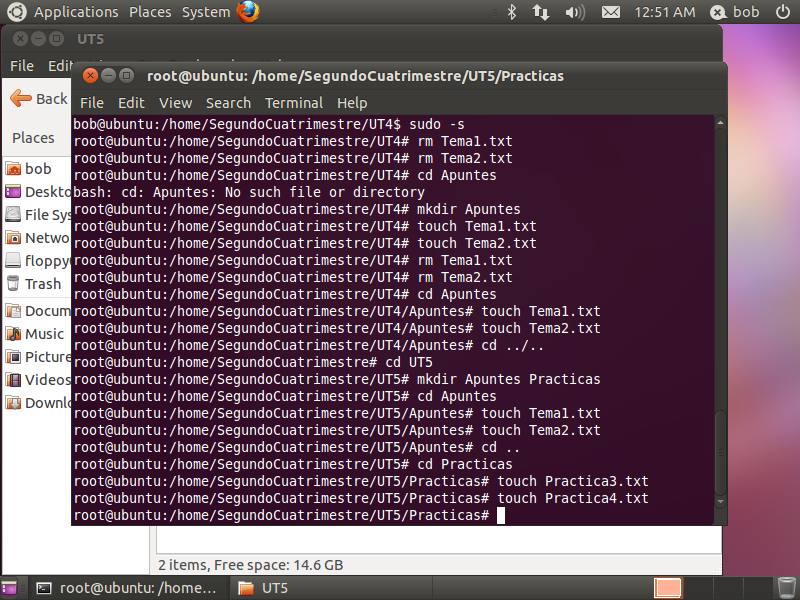 Applications Places System 12:51 AM bob
UT5
File Edit
root@ubuntu: /home/SegundoCuatrimestre/UT5/Practicas
File Edit View Search Terminal Help
Back
Places
bob
Deskto
File Sys
Netwo
floppy
Trash
Docum
Music
Picture
Videos
Downlo
bob@ubuntu:/home/SegundoCuatrimestre/UT4$ sudo -s
root@ubuntu:/home/SegundoCuatrimestre/UT4# rm Tema1.txt
root@ubuntu:/home/SegundoCuatrimestre/UT4# rm Tema2.txt
root@ubuntu:/home/SegundoCuatrimestre/UT4# cd Apuntes
bash: cd: Apuntes: No such file or directory
root@ubuntu:/home/SegundoCuatrimestre/UT4# mkdir Apuntes
root@ubuntu:/home/SegundoCuatrimestre/UT4# touch Tema1.txt
root@ubuntu:/home/SegundoCuatrimestre/UT4# touch Tema2.txt
root@ubuntu:/home/SegundoCuatrimestre/UT4# rm Tema1.txt
root@ubuntu:/home/SegundoCuatrimestre/UT4# rm Tema2.txt
root@ubuntu:/home/SegundoCuatrimestre/UT4# cd Apuntes
root@ubuntu:/home/SegundoCuatrimestre/UT4/Apuntes# touch Tema1.txt
root@ubuntu:/home/SegundoCuatrimestre/UT4/Apuntes# touch Tema2.txt
root@ubuntu:/home/SegundoCuatrimestre/UT4/Apuntes# cd ../..
root@ubuntu:/home/SegundoCuatrimestre# cd UT5
root@ubuntu:/home/SegundoCuatrimestre/UT5# mkdir Apuntes Practicas
root@ubuntu:/home/SegundoCuatrimestre/UT5# cd Apuntes
root@ubuntu:/home/SegundoCuatrimestre/UT5/Apuntes# touch Tema1.txt
root@ubuntu:/home/SegundoCuatrimestre/UT5/Apuntes# touch Tema2.txt
root@ubuntu:/home/SegundoCuatrimestre/UT5/Apuntes# cd ..
root@ubuntu:/home/SegundoCuatrimestre/UT5# cd Practicas
root@ubuntu:/home/SegundoCuatrimestre/UT5/Practicas# touch Practica3.txt
root@ubuntu:/home/SegundoCuatrimestre/UT5/Practicas# touch Practica4.txt
root@ubuntu:/home/SegundoCuatrimestre/UT5/Practicas#
2 items, Free space: 14.6 GB
root@ubuntu: /home... UT5